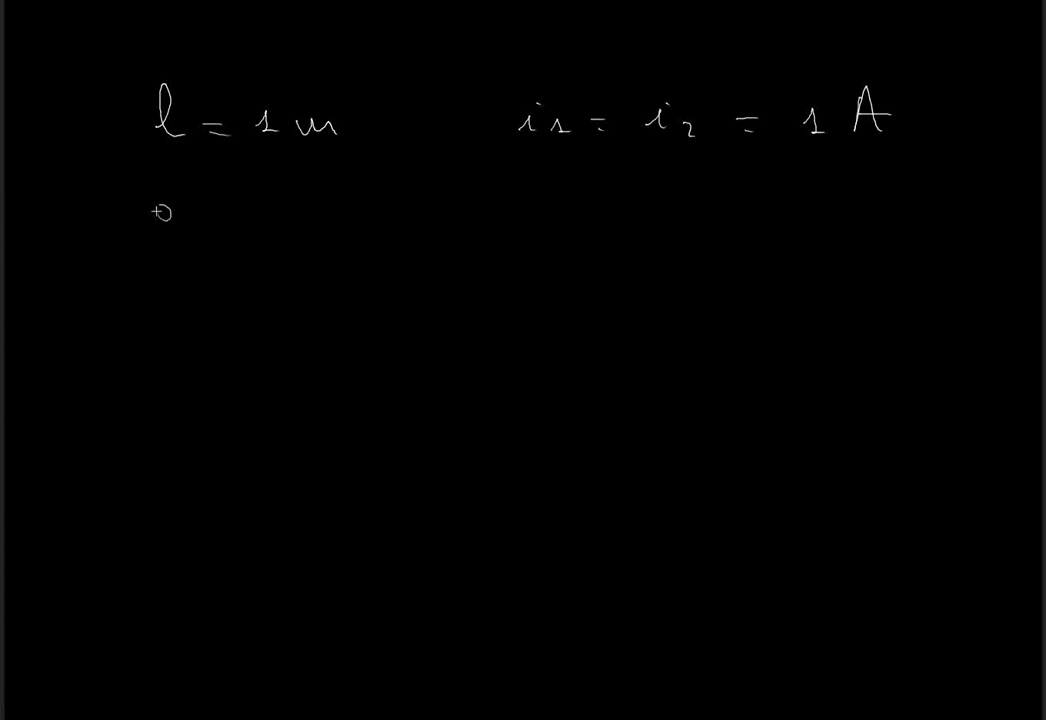 l = 1 m i1 = i2 = 1 A